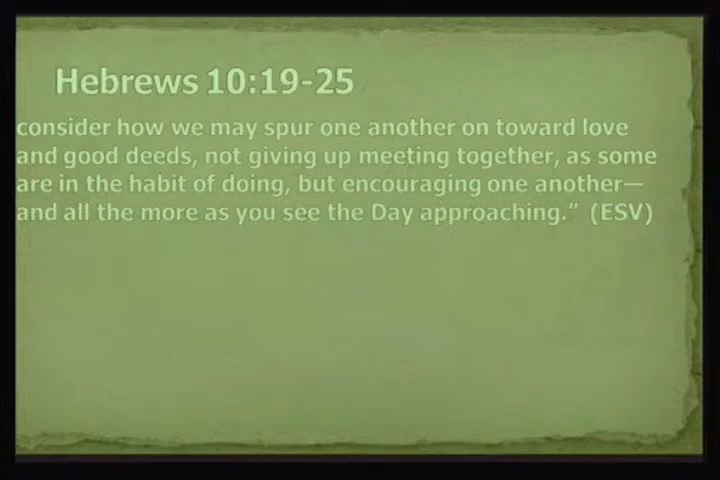 Hebrews 10:19-25
consider how we may spur one another on toward love
and good deeds, not giving up meeting together, as some
are in the habit of doing, but encouraging one another—
and all the more as you see the Day approaching.” (ESV)